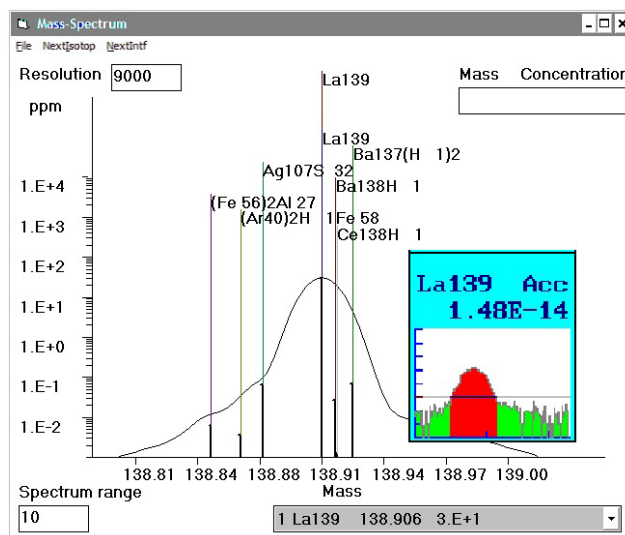 Mass-Spectrum
File NextIsotop NextIntf
Resolution 9000
Mass Concentration
ppm
La139
La139
Ba137(H 1)2
Ag107S 32
Ba138H 1
(Fe 56)2Al 27
(Ar40)2H 1Fe 58
Ce138H 1
1.E+4
1.E+3
1.E+2
1.E+1
1.E+0
1.E-1
1.E-2
La139 Acc
1.48E-14
138.81 138.84 138.88 138.91 138.94 138.97 139.00
Spectrum range
Mass
10
1 La139 138.906 3.E+1